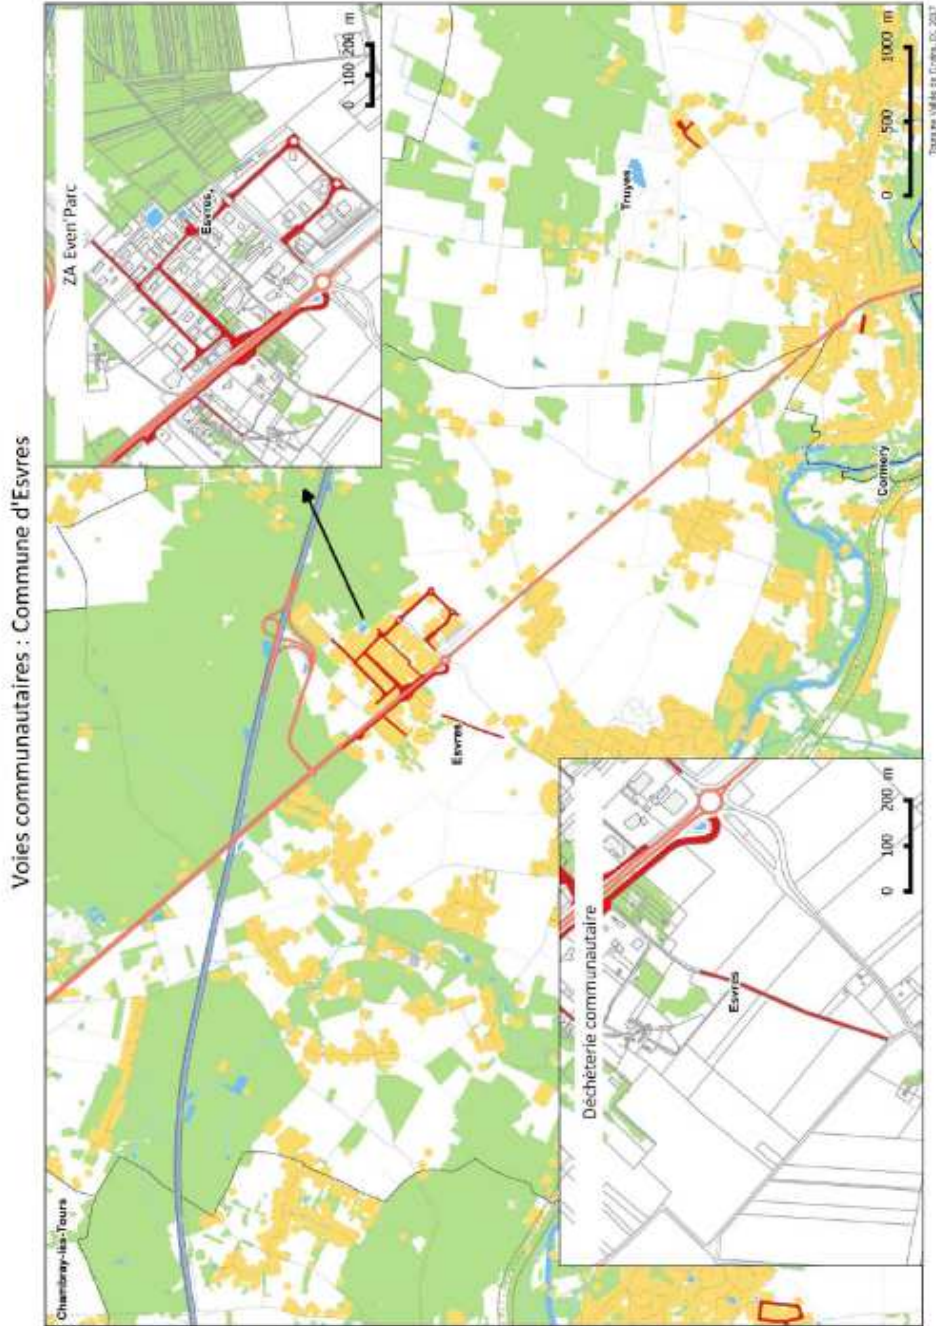 Voies communautaires : Commune d'Esvres
Chambray-lès-Tours
ZA Even'Parc
Esvres
0 100 200 m
Esvres
Truyes
Cormery
0 500 1000 m
Déchèterie communautaire
Esvres
0 100 200 m